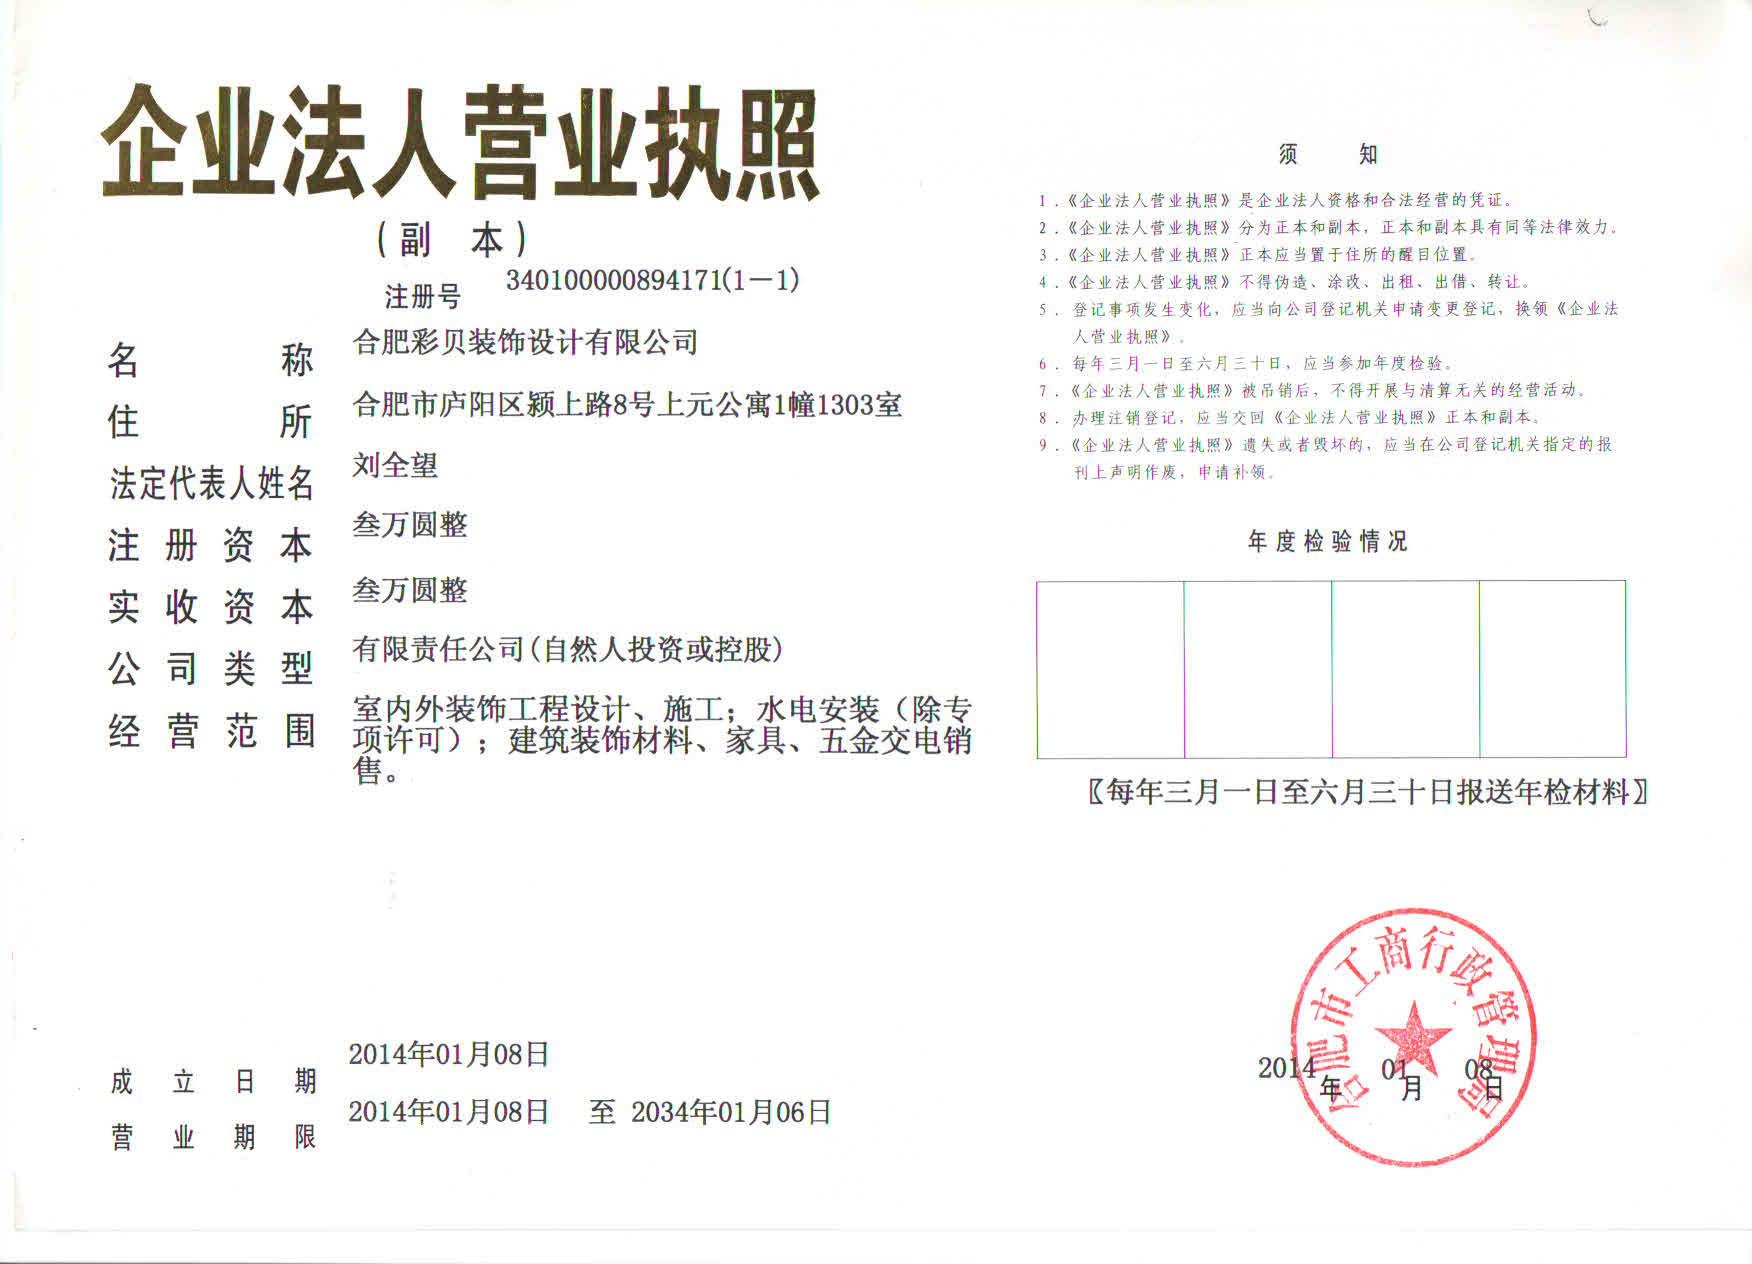 企业法人营业执照
(副 本)
注册号 340100000894171(1－1)
名 称 合肥彩贝装饰设计有限公司
住 所 合肥市庐阳区颍上路8号上元公寓1幢1303室
法定代表人姓名 刘全望
注 册 资 本 叁万圆整
实 收 资 本 叁万圆整
公 司 类 型 有限责任公司(自然人投资或控股)
经 营 范 围 室内外装饰工程设计、施工；水电安装（除专
项许可）；建筑装饰材料、家具、五金交电销
售。
成 立 日 期 2014年01月08日
营 业 期 限 2014年01月08日 至 2034年01月06日
须 知
1．《企业法人营业执照》是企业法人资格和合法经营的凭证。
2．《企业法人营业执照》分为正本和副本，正本和副本具有同等法律效力。
3．《企业法人营业执照》正本应当置于住所的醒目位置。
4．《企业法人营业执照》不得伪造、涂改、出租、出借、转让。
5．登记事项发生变化，应当向公司登记机关申请变更登记，换领《企业法
人营业执照》。
6．每年三月一日至六月三十日，应当参加年度检验。
7．《企业法人营业执照》被吊销后，不得开展与清算无关的经营活动。
8．办理注销登记，应当交回《企业法人营业执照》正本和副本。
9．《企业法人营业执照》遗失或者毁坏的，应当在公司登记机关指定的报
刊上声明作废，申请补领。
年度检验情况
〖每年三月一日至六月三十日报送年检材料〗
合肥市工商行政管理局
2014年 01月 08日